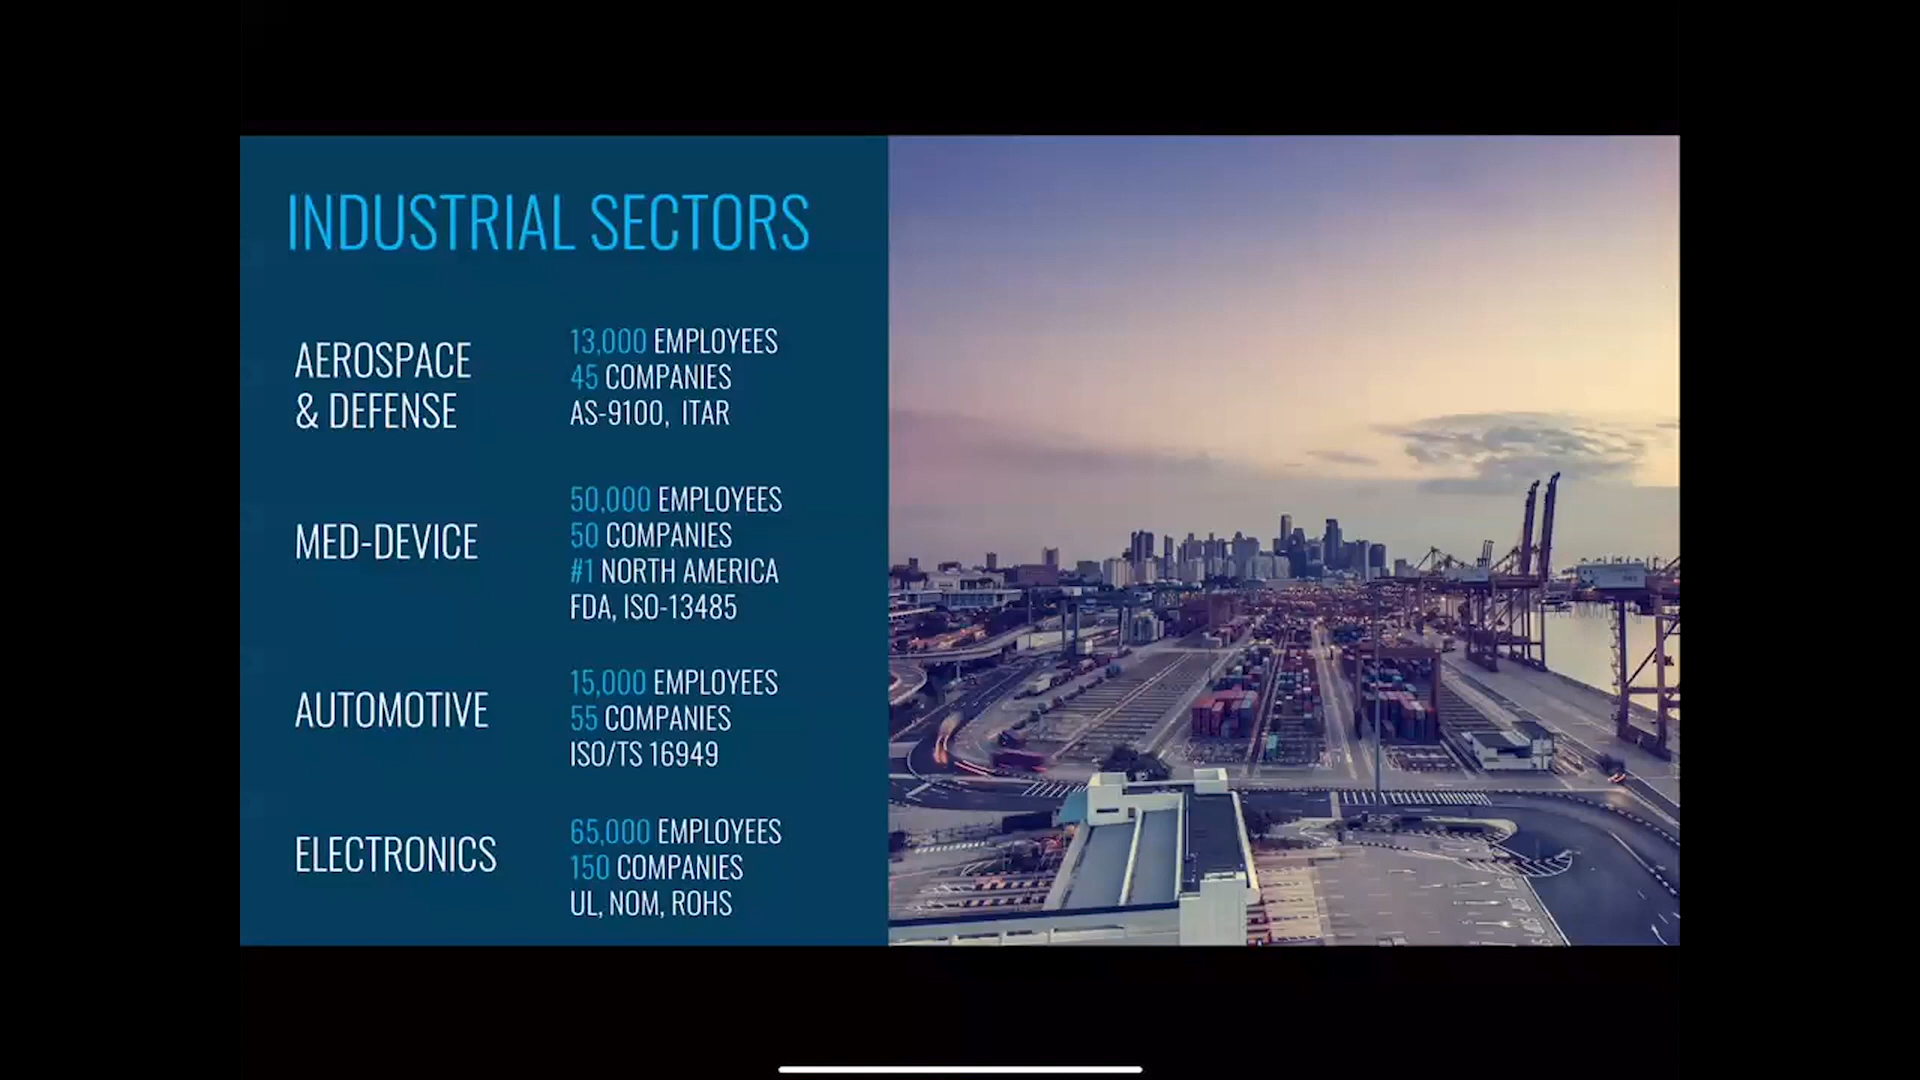 INDUSTRIAL SECTORS
AEROSPACE
& DEFENSE
13,000 EMPLOYEES
45 COMPANIES
AS-9100, ITAR
MED-DEVICE
50,000 EMPLOYEES
50 COMPANIES
#1 NORTH AMERICA
FDA, ISO-13485
AUTOMOTIVE
15,000 EMPLOYEES
55 COMPANIES
ISO/TS 16949
ELECTRONICS
65,000 EMPLOYEES
150 COMPANIES
UL, NOM, ROHS